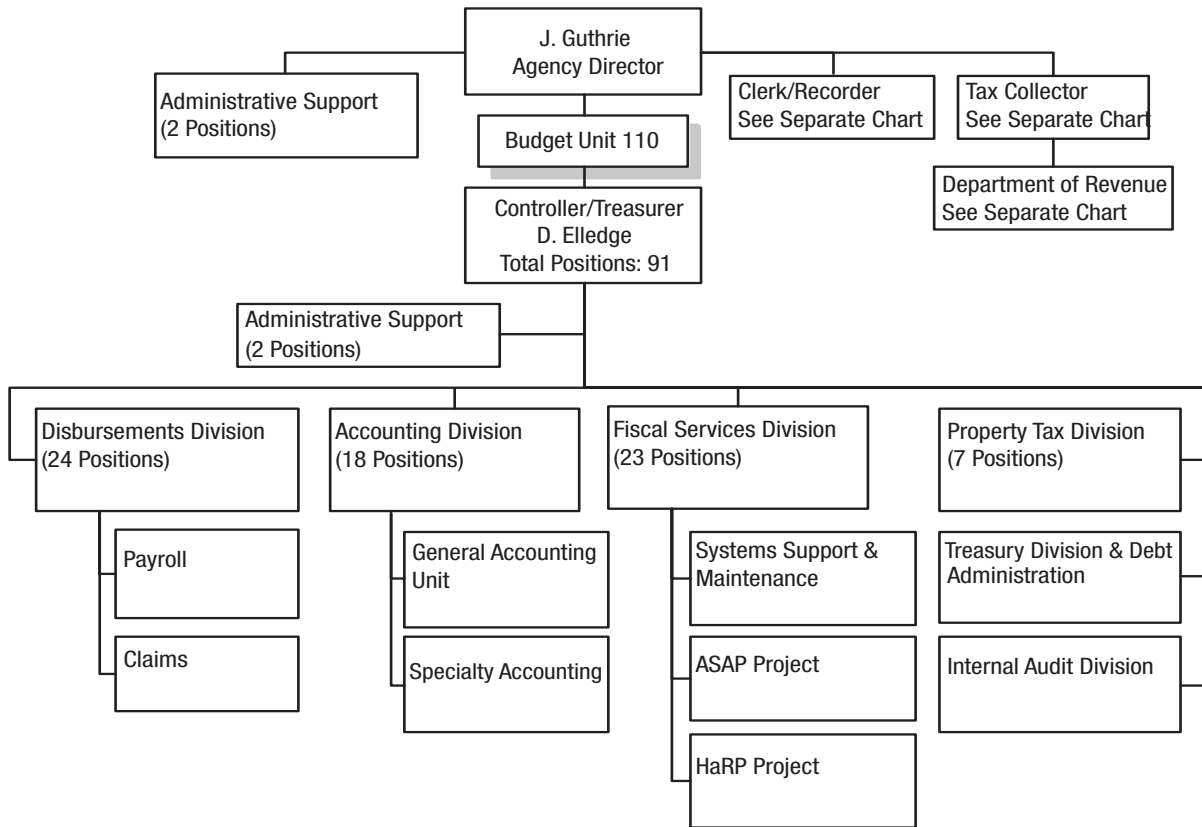 J. Guthrie
Agency Director
Administrative Support
(2 Positions)
Clerk/Recorder
See Separate Chart
Tax Collector
See Separate Chart
Budget Unit 110
Department of Revenue
See Separate Chart
Controller/Treasurer
D. Elledge
Total Positions: 91
Administrative Support
(2 Positions)
Disbursements Division
(24 Positions)
Accounting Division
(18 Positions)
Fiscal Services Division
(23 Positions)
Property Tax Division
(7 Positions)
Payroll
General Accounting
Unit
Systems Support &
Maintenance
Treasury Division & Debt
Administration
Claims
Specialty Accounting
ASAP Project
Internal Audit Division
HaRP Project